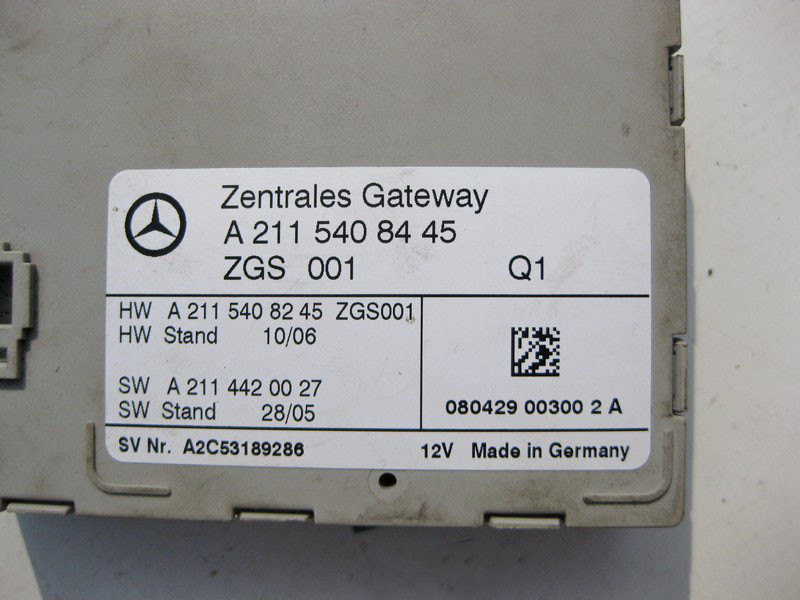 Zentrales Gateway
A 211 540 84 45
ZGS 001 Q1
HW A 211 540 82 45 ZGS001
HW Stand 10/06
SW A 211 442 00 27
SW Stand 28/05
080429 00300 2 A
SV Nr. A2C53189286 12V Made in Germany